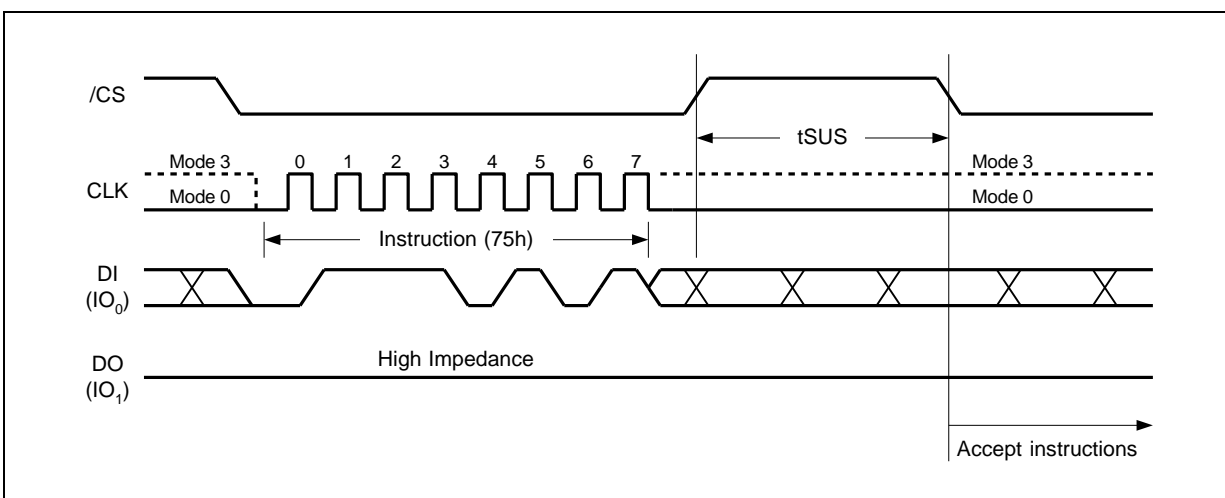 /CS
tSUS
Mode 3 0 1 2 3 4 5 6 7 Mode 3
CLK
Mode 0 Mode 0
Instruction (75h)
DI
(IO0)
High Impedance
DO
(IO1)
Accept instructions